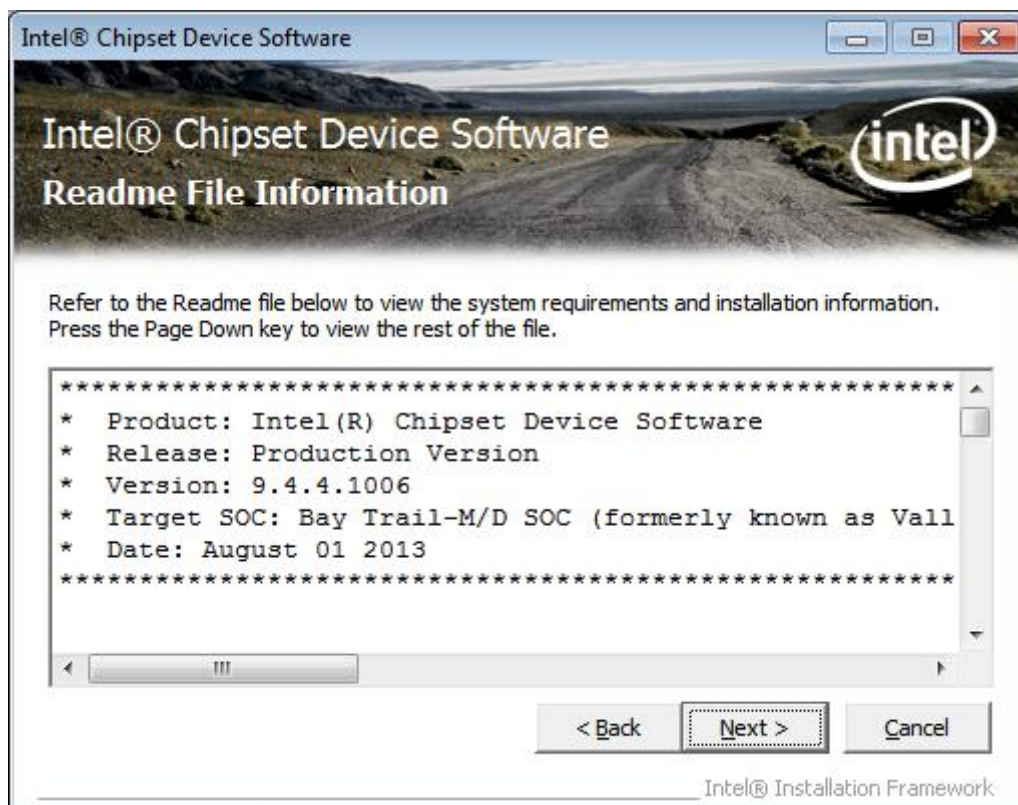 Intel® Chipset Device Software
Intel® Chipset Device Software
intel
Readme File Information
Refer to the Readme file below to view the system requirements and installation information.
Press the Page Down key to view the rest of the file.
********************************************************
*  Product: Intel(R) Chipset Device Software
*  Release: Production Version
*  Version: 9.4.4.1006
*  Target SOC: Bay Trail-M/D SOC (formerly known as Vall
*  Date: August 01 2013
********************************************************
< Back Next > Cancel
Intel® Installation Framework